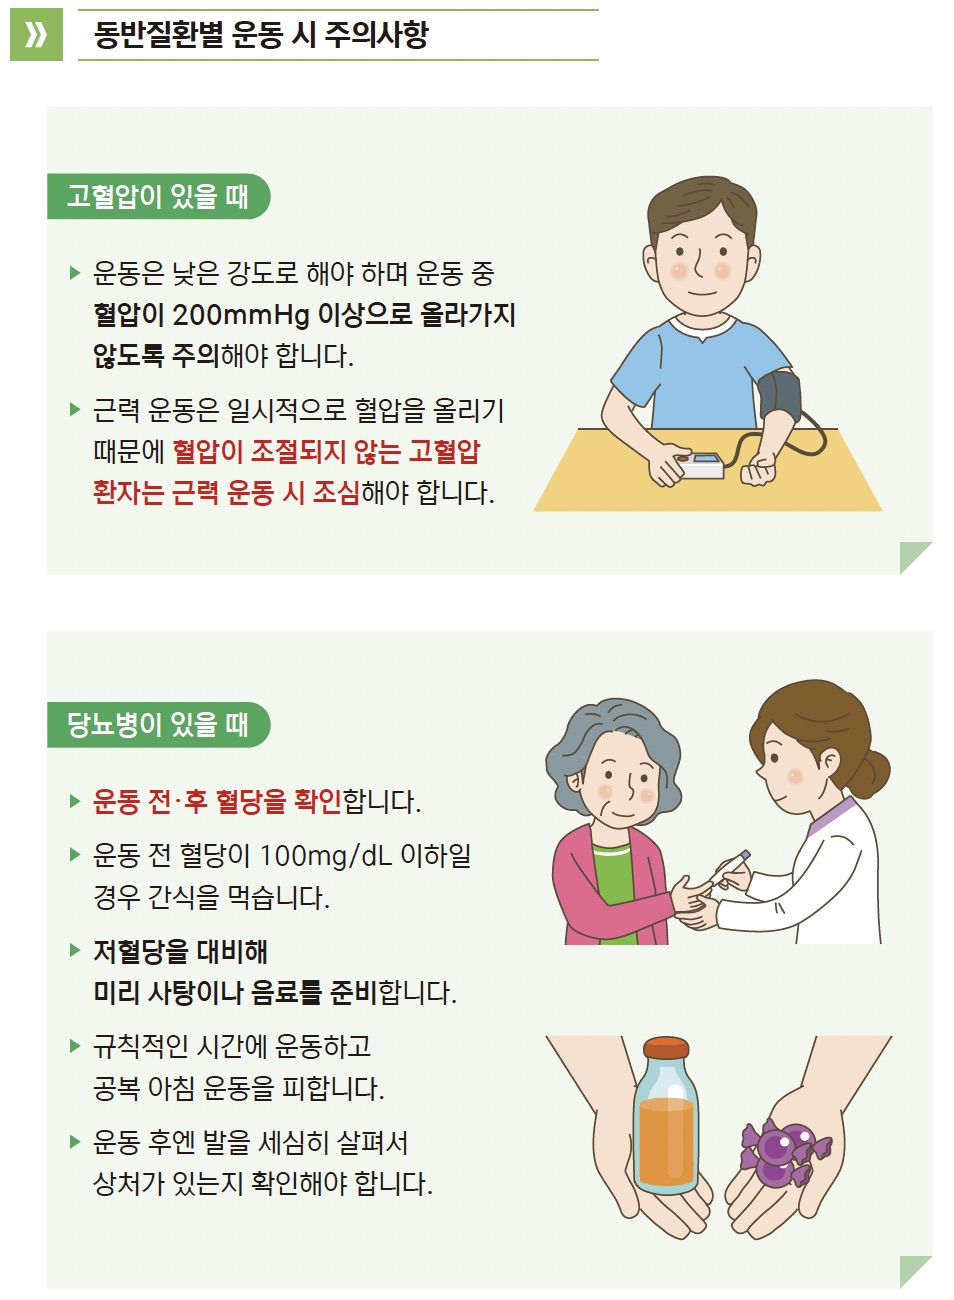 동반질환별 운동 시 주의사항
고혈압이 있을 때
운동은 낮은 강도로 해야 하며 운동 중
혈압이 200mmHg 이상으로 올라가지
않도록 주의해야 합니다.
근력 운동은 일시적으로 혈압을 올리기
때문에 혈압이 조절되지 않는 고혈압
환자는 근력 운동 시 조심해야 합니다.
당뇨병이 있을 때
운동 전·후 혈당을 확인합니다.
운동 전 혈당이 100mg/dL 이하일
경우 간식을 먹습니다.
저혈당을 대비해
미리 사탕이나 음료를 준비합니다.
규칙적인 시간에 운동하고
공복 아침 운동을 피합니다.
운동 후엔 발을 세심히 살펴서
상처가 있는지 확인해야 합니다.